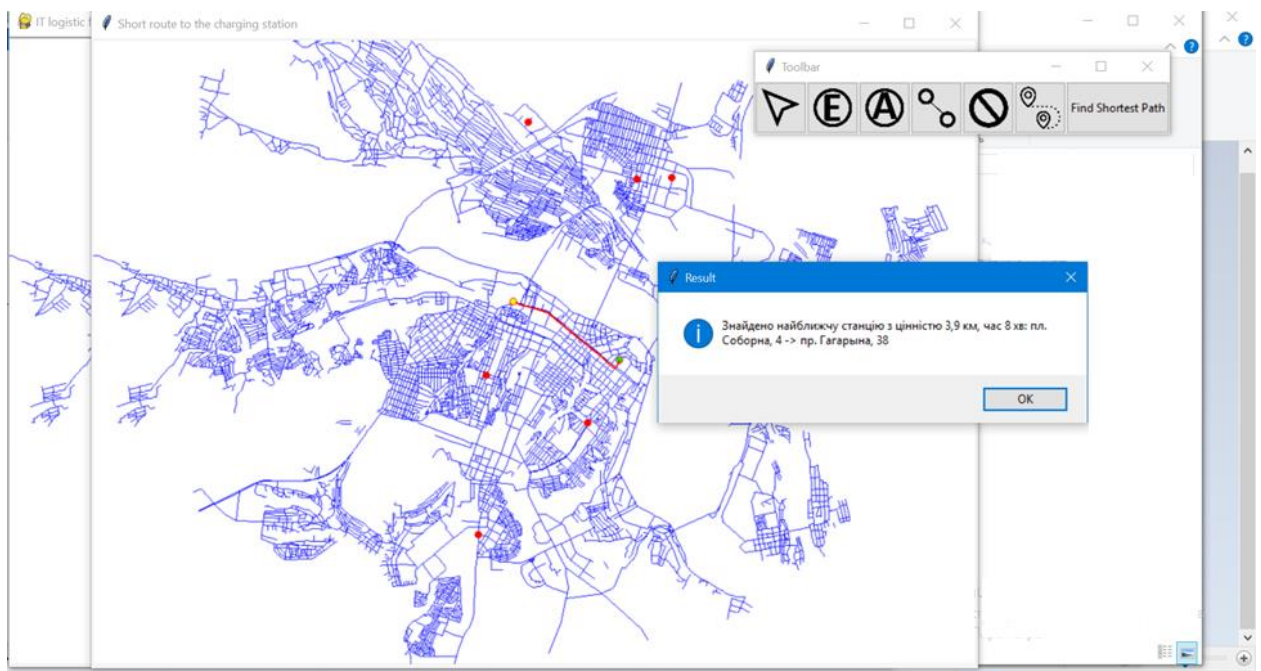 IT logistic
Short route to the charging station
Toolbar
E
A
Find Shortest Path
Result
i
Знайдено найближчу станцію з цінністю 3,9 км, час 8 хв: пл.
Соборна, 4 -> пр. Гагарына, 38
OK